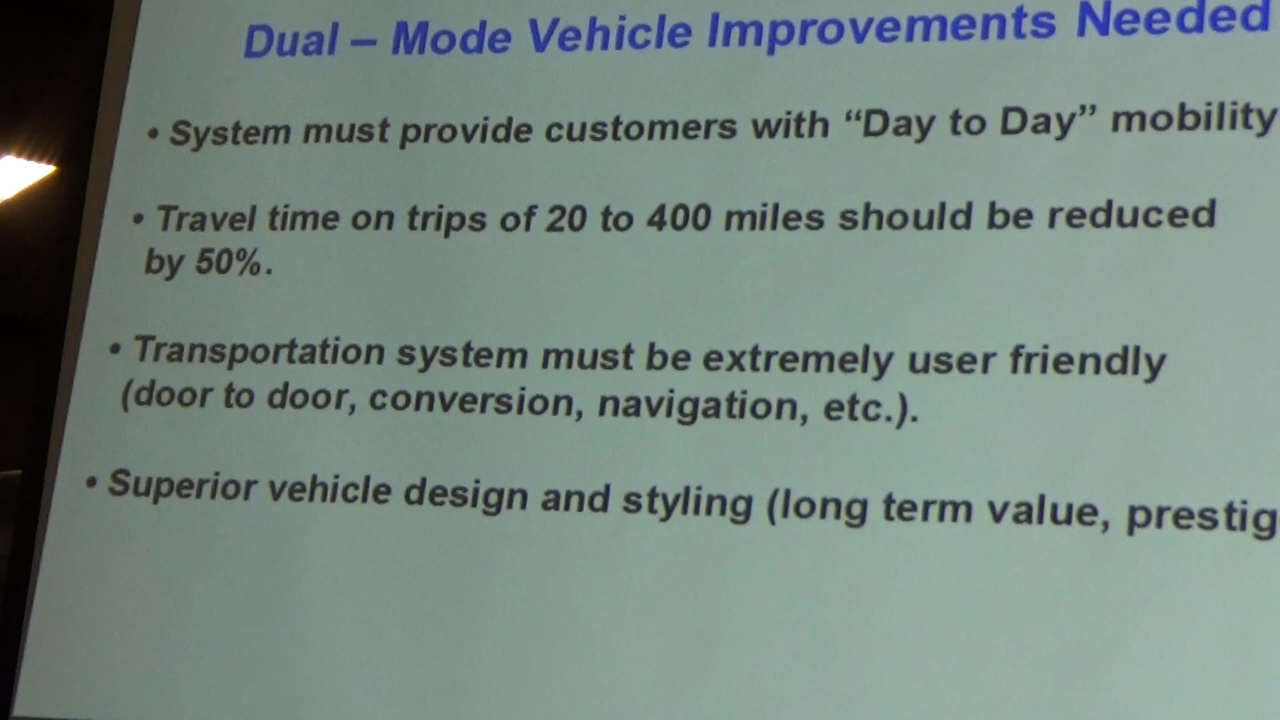 Dual – Mode Vehicle Improvements Needed
• System must provide customers with “Day to Day” mobility
• Travel time on trips of 20 to 400 miles should be reduced
by 50%.
• Transportation system must be extremely user friendly
(door to door, conversion, navigation, etc.).
• Superior vehicle design and styling (long term value, prestig